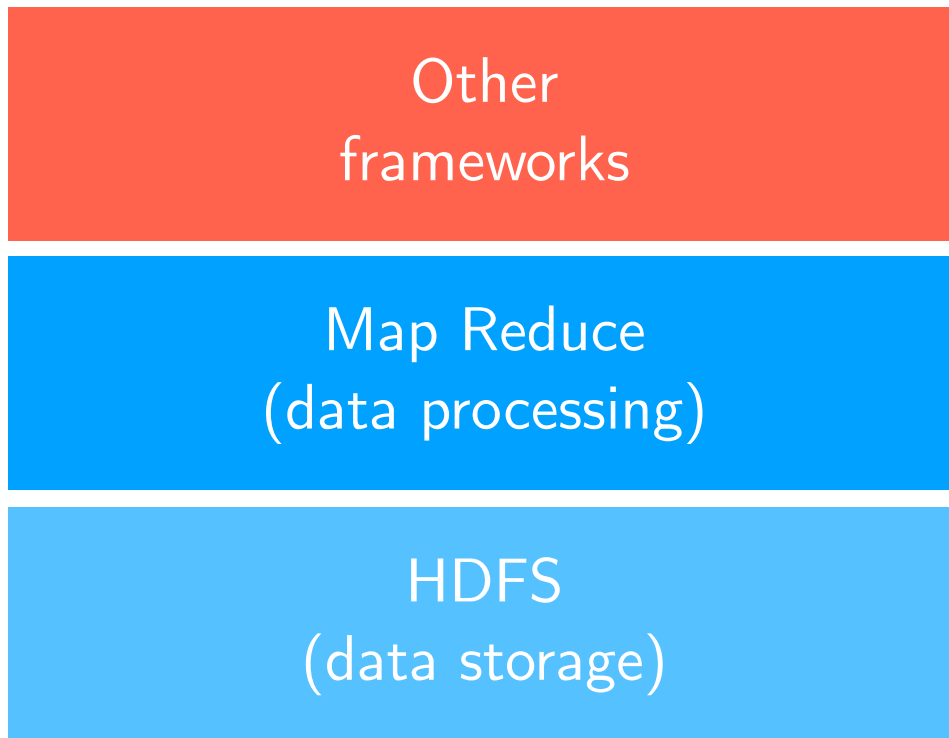 Other
frameworks
Map Reduce
(data processing)
HDFS
(data storage)